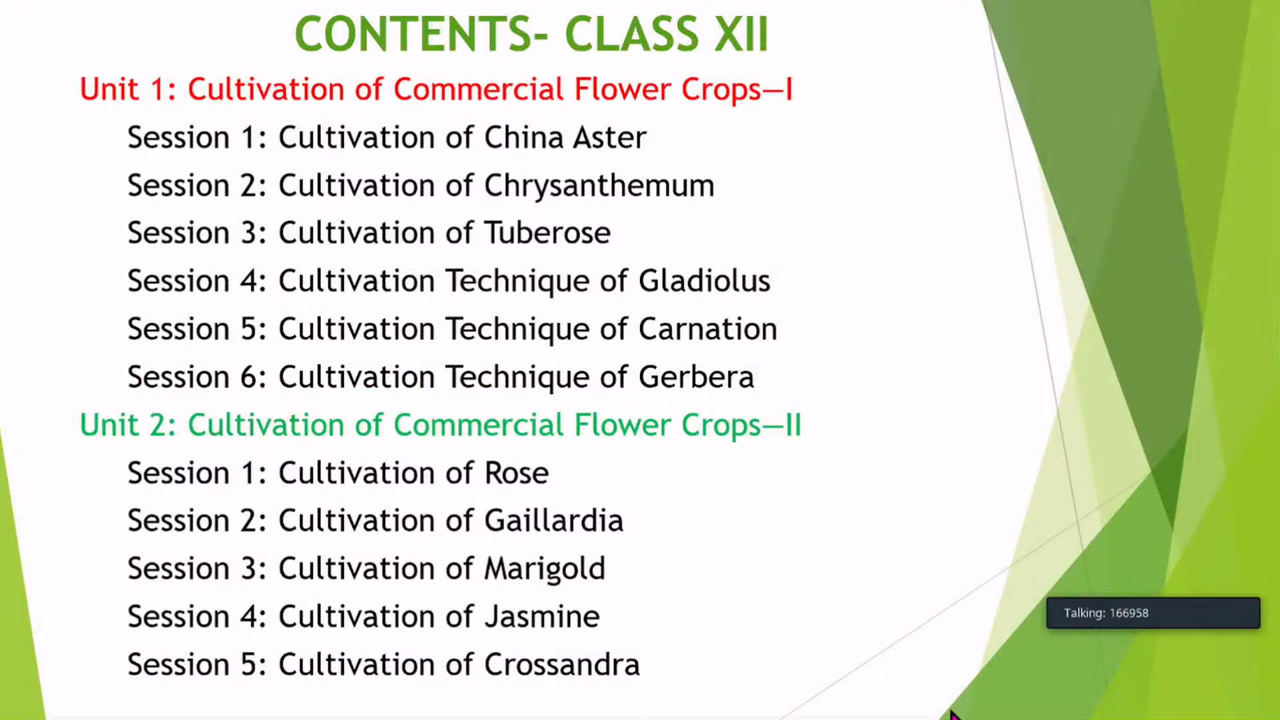 CONTENTS- CLASS XII
Unit 1: Cultivation of Commercial Flower Crops—I
Session 1: Cultivation of China Aster
Session 2: Cultivation of Chrysanthemum
Session 3: Cultivation of Tuberose
Session 4: Cultivation Technique of Gladiolus
Session 5: Cultivation Technique of Carnation
Session 6: Cultivation Technique of Gerbera
Unit 2: Cultivation of Commercial Flower Crops—II
Session 1: Cultivation of Rose
Session 2: Cultivation of Gaillardia
Session 3: Cultivation of Marigold
Session 4: Cultivation of Jasmine
Session 5: Cultivation of Crossandra
Talking: 166958